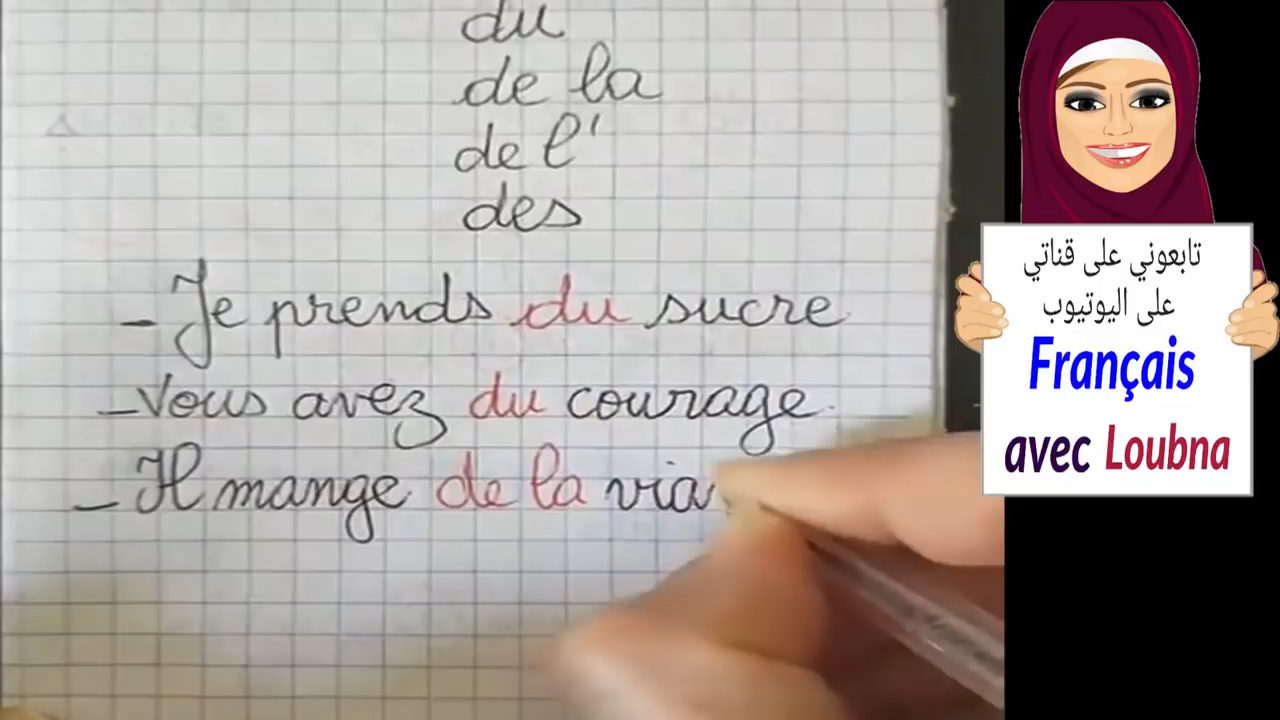 du
de la
de l'
des
- Je prends du sucre
- Vous avez du courage.
- Il mange de la via
تابعوني على قناتي
على اليوتيوب
Français
avec Loubna